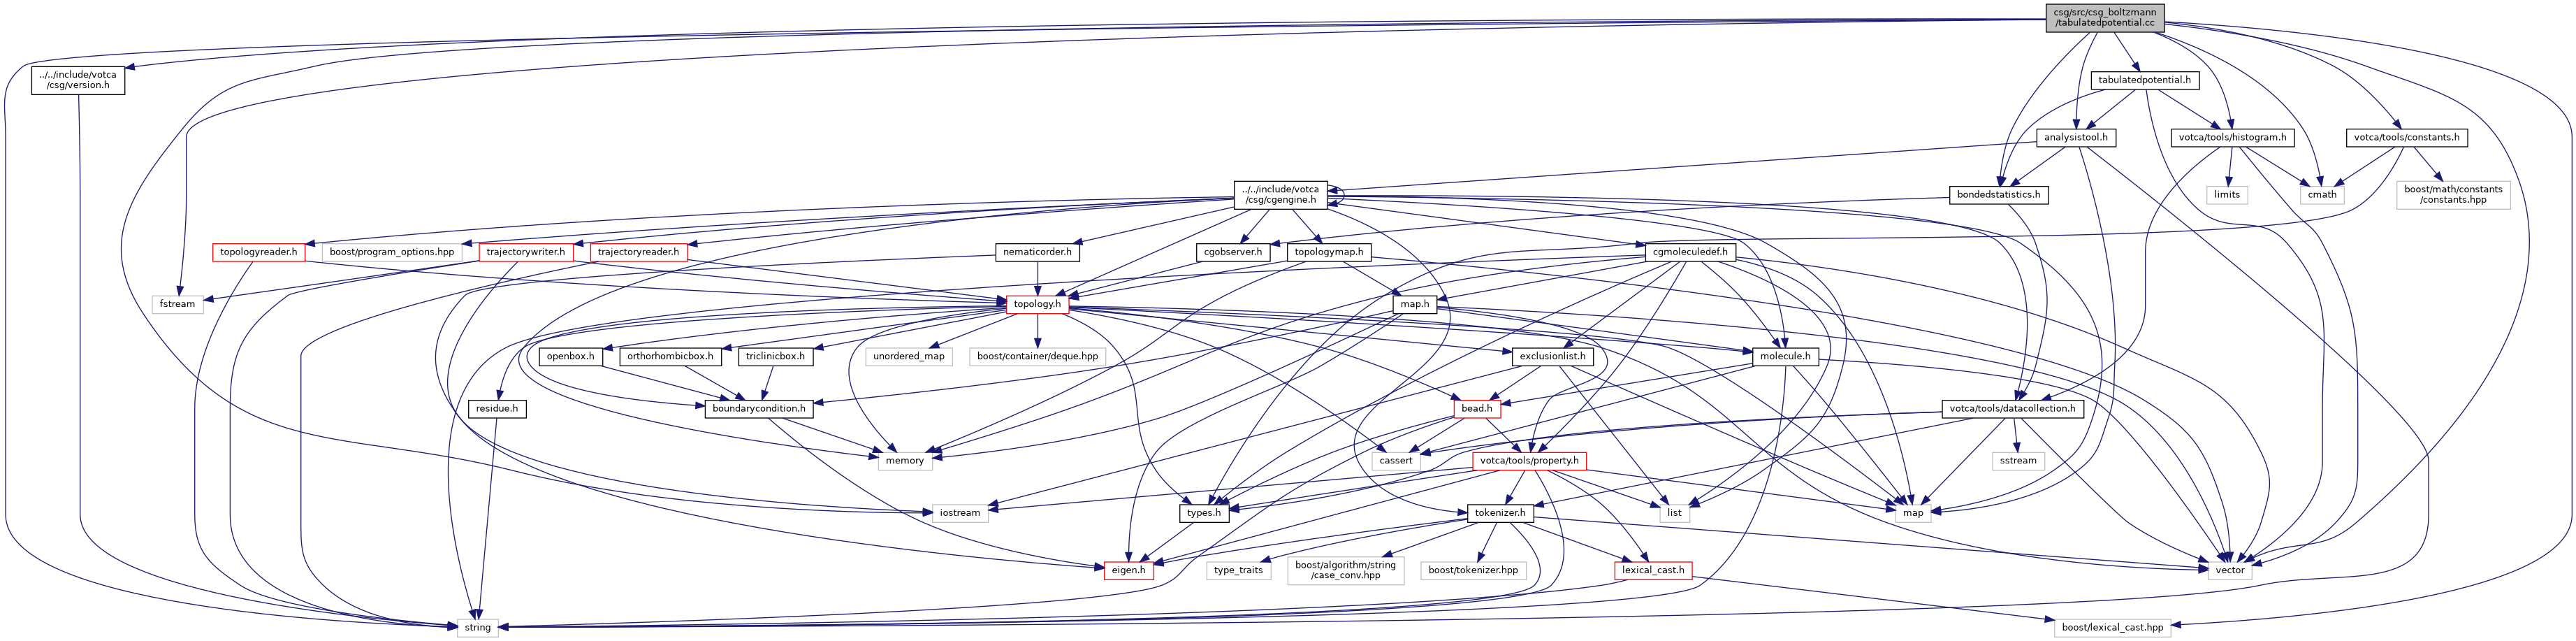 csg/src/csg_boltzmann
/tabulatedpotential.cc
../../include/votca
/csg/version.h
tabulatedpotential.h
analysistool.h
votca/tools/histogram.h
votca/tools/constants.h
../../include/votca
/csg/cgengine.h
bondedstatistics.h
limits
cmath
boost/math/constants
/constants.hpp
topologyreader.h
boost/program_options.hpp
trajectorywriter.h
trajectoryreader.h
nematicorder.h
cgobserver.h
topologymap.h
cgmoleculedef.h
fstream
topology.h
map.h
openbox.h
orthorhombicbox.h
triclinicbox.h
unordered_map
boost/container/deque.hpp
exclusionlist.h
molecule.h
residue.h
boundarycondition.h
bead.h
votca/tools/datacollection.h
memory
cassert
votca/tools/property.h
sstream
iostream
types.h
tokenizer.h
list
map
eigen.h
type_traits
boost/algorithm/string
/case_conv.hpp
boost/tokenizer.hpp
lexical_cast.h
vector
string
boost/lexical_cast.hpp